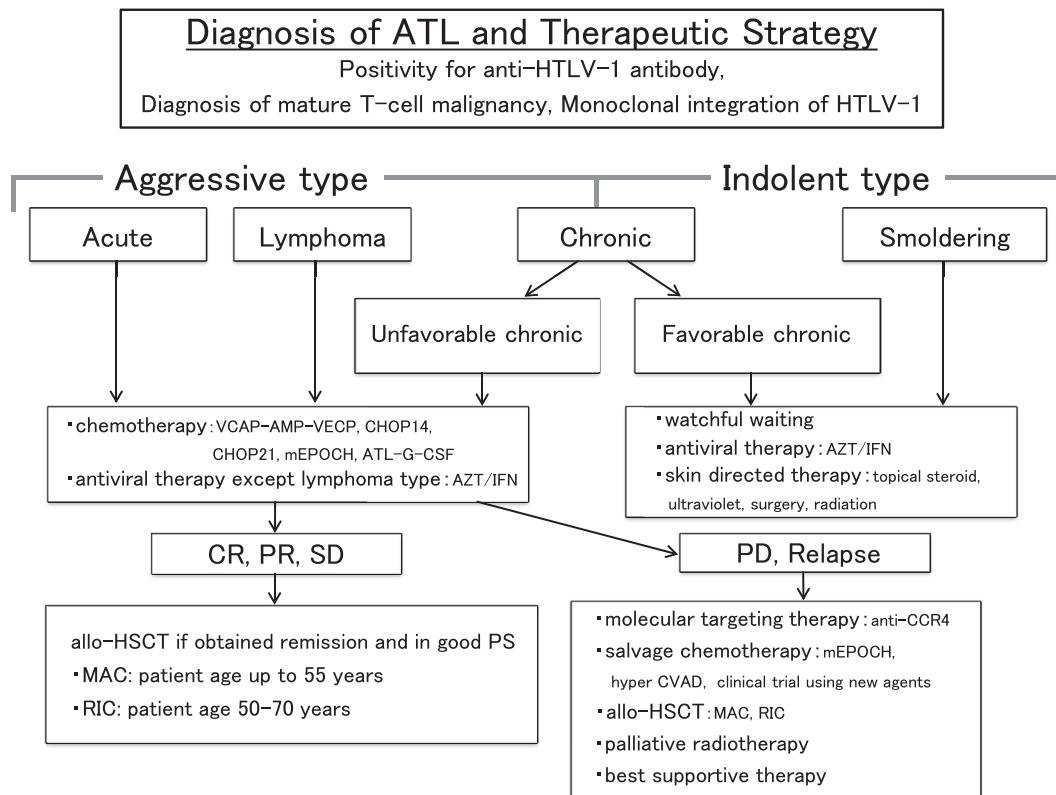 Diagnosis of ATL and Therapeutic Strategy
Positivity for anti-HTLV-1 antibody,
Diagnosis of mature T-cell malignancy, Monoclonal integration of HTLV-1
Aggressive type
Indolent type
Acute
Lymphoma
Chronic
Smoldering
Unfavorable chronic
Favorable chronic
・chemotherapy：VCAP-AMP-VECP, CHOP14,
CHOP21, mEPOCH, ATL-G-CSF
・antiviral therapy except lymphoma type：AZT/IFN
・watchful waiting
・antiviral therapy：AZT/IFN
・skin directed therapy：topical steroid,
ultraviolet, surgery, radiation
CR, PR, SD
PD, Relapse
allo-HSCT if obtained remission and in good PS
・MAC: patient age up to 55 years
・RIC: patient age 50-70 years
・molecular targeting therapy：anti-CCR4
・salvage chemotherapy：mEPOCH,
hyper CVAD, clinical trial using new agents
・allo-HSCT：MAC, RIC
・palliative radiotherapy
・best supportive therapy